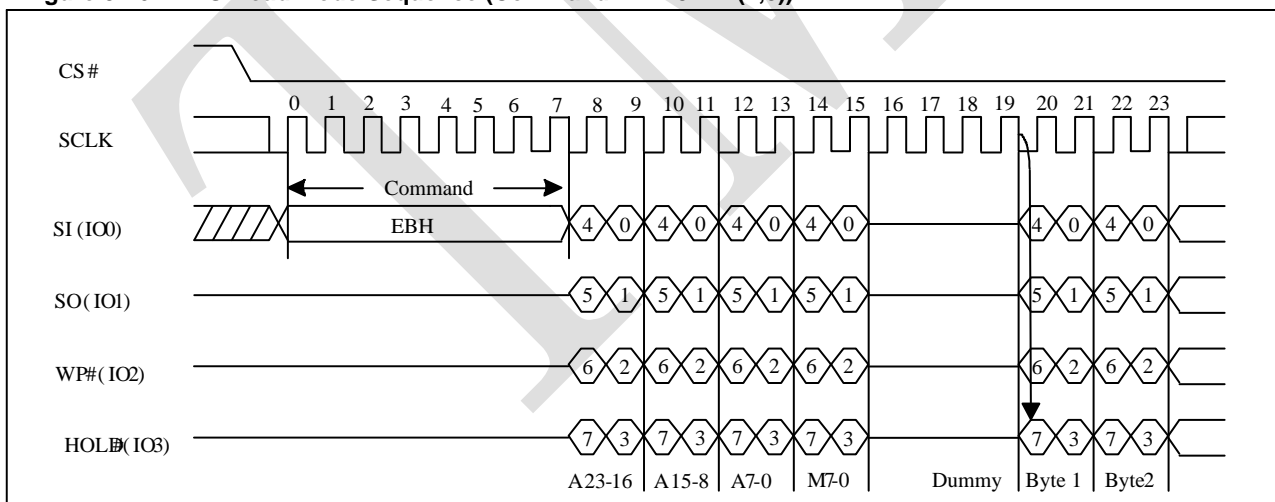 CS#
0 1 2 3 4 5 6 7 8 9 10 11 12 13 14 15 16 17 18 19 20 21 22 23
SCLK
Command
SI(IO0) EBH 4 0 4 0 4 0 4 0 4 0 4 0
SO(IO1) 5 1 5 1 5 1 5 1 5 1 5 1
WP#(IO2) 6 2 6 2 6 2 6 2 6 2 6 2
HOLD#(IO3) 7 3 7 3 7 3 7 3 7 3 7 3
A23-16 A15-8 A7-0 M7-0 Dummy Byte 1 Byte2